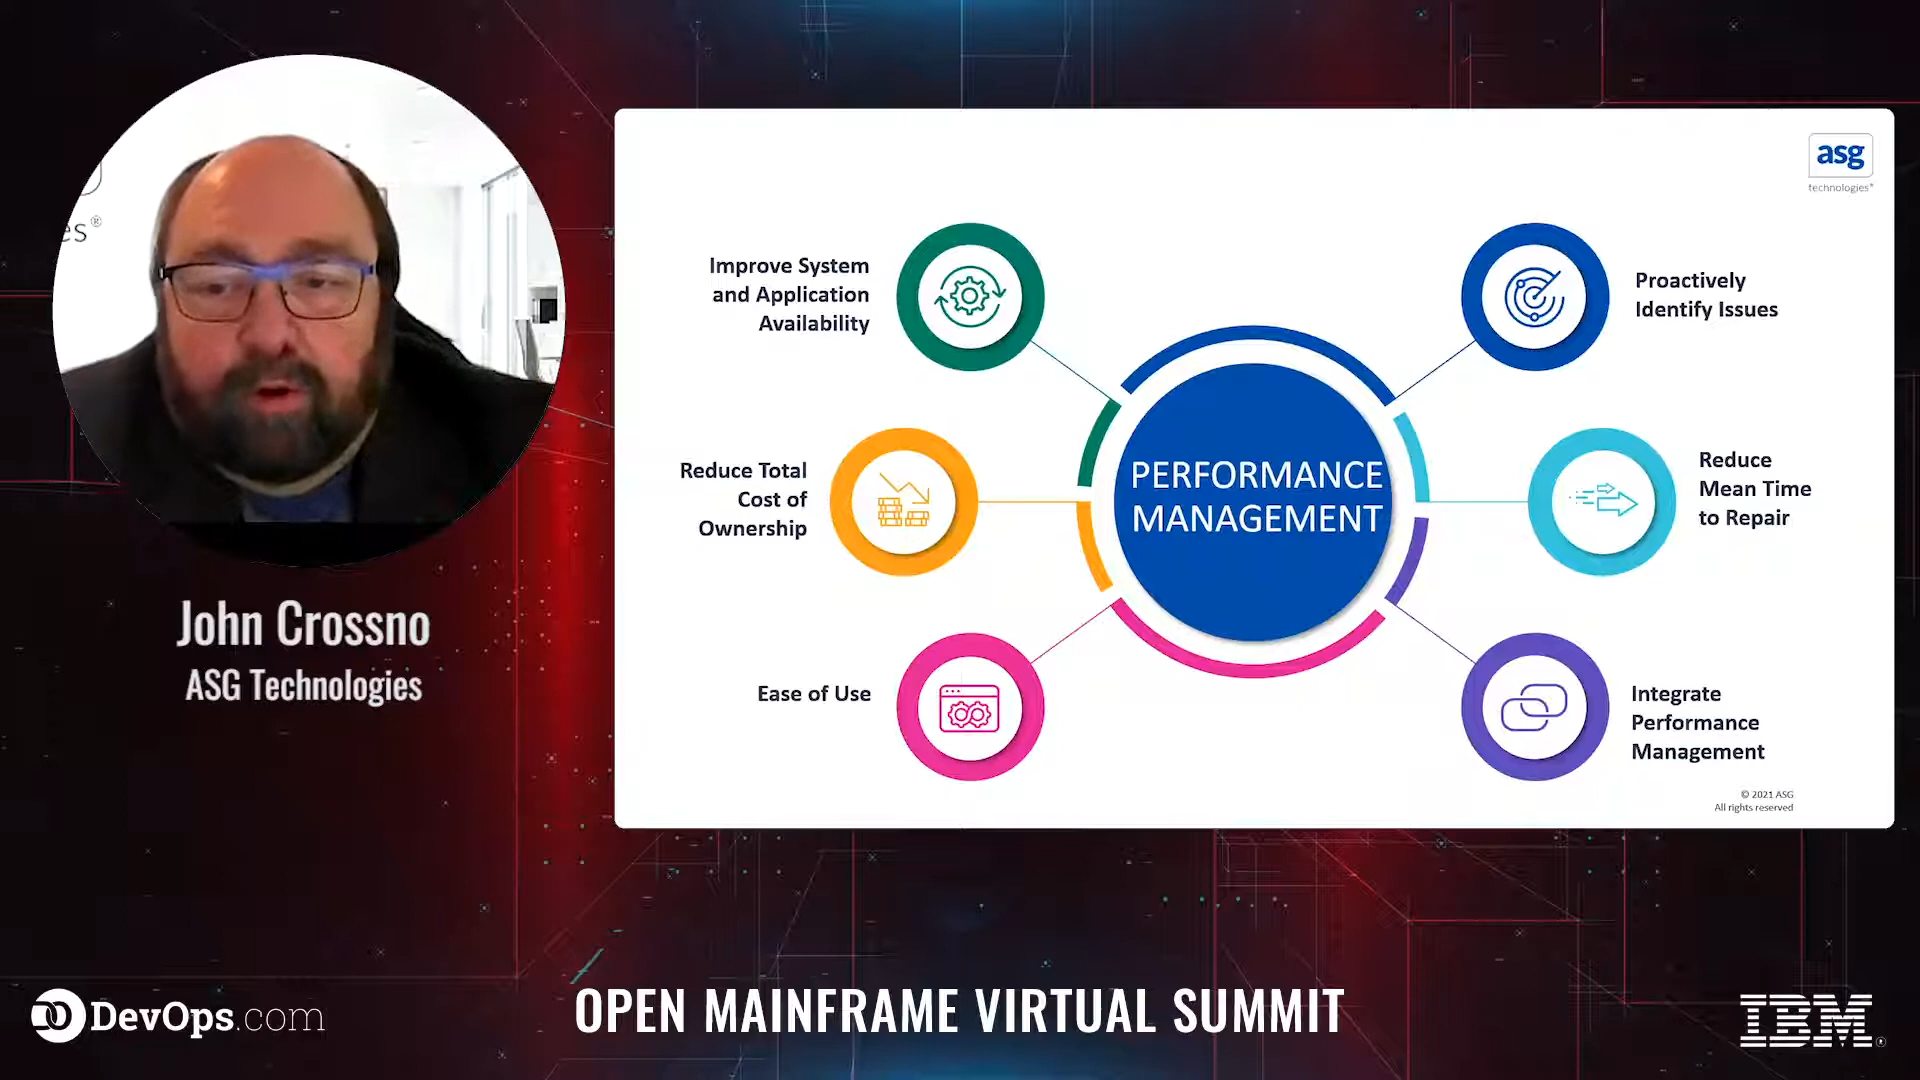 es®
John Crossno
ASG Technologies
asg
technologies®
Improve System
and Application
Availability
Reduce Total
Cost of
Ownership
Ease of Use
PERFORMANCE
MANAGEMENT
Proactively
Identify Issues
Reduce
Mean Time
to Repair
Integrate
Performance
Management
© 2021 ASG
All rights reserved
DevOps.com
OPEN MAINFRAME VIRTUAL SUMMIT
IBM®